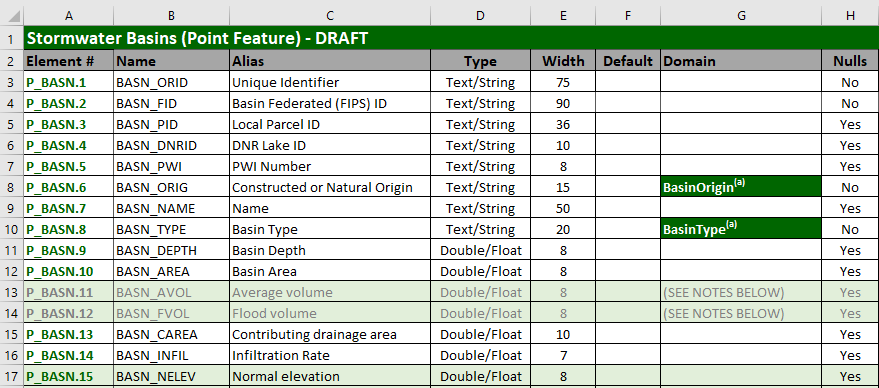 A B C D E F G H
1 Stormwater Basins (Point Feature) - DRAFT
2 Element # Name Alias Type Width Default Domain Nulls
3 P_BASN.1 BASN_ORID Unique Identifier Text/String 75 No
4 P_BASN.2 BASN_FID Basin Federated (FIPS) ID Text/String 90 No
5 P_BASN.3 BASN_PID Local Parcel ID Text/String 36 Yes
6 P_BASN.4 BASN_DNRID DNR Lake ID Text/String 10 Yes
7 P_BASN.5 BASN_PWI PWI Number Text/String 8 Yes
8 P_BASN.6 BASN_ORIG Constructed or Natural Origin Text/String 15 BasinOrigin(a) No
9 P_BASN.7 BASN_NAME Name Text/String 50 Yes
10 P_BASN.8 BASN_TYPE Basin Type Text/String 20 BasinType(a) No
11 P_BASN.9 BASN_DEPTH Basin Depth Double/Float 8 Yes
12 P_BASN.10 BASN_AREA Basin Area Double/Float 8 Yes
13 P_BASN.11 BASN_AVOL Average volume Double/Float 8 (SEE NOTES BELOW) Yes
14 P_BASN.12 BASN_FVOL Flood volume Double/Float 8 (SEE NOTES BELOW) Yes
15 P_BASN.13 BASN_CAREA Contributing drainage area Double/Float 10 Yes
16 P_BASN.14 BASN_INFIL Infiltration Rate Double/Float 7 Yes
17 P_BASN.15 BASN_NELEV Normal elevation Double/Float 8 Yes